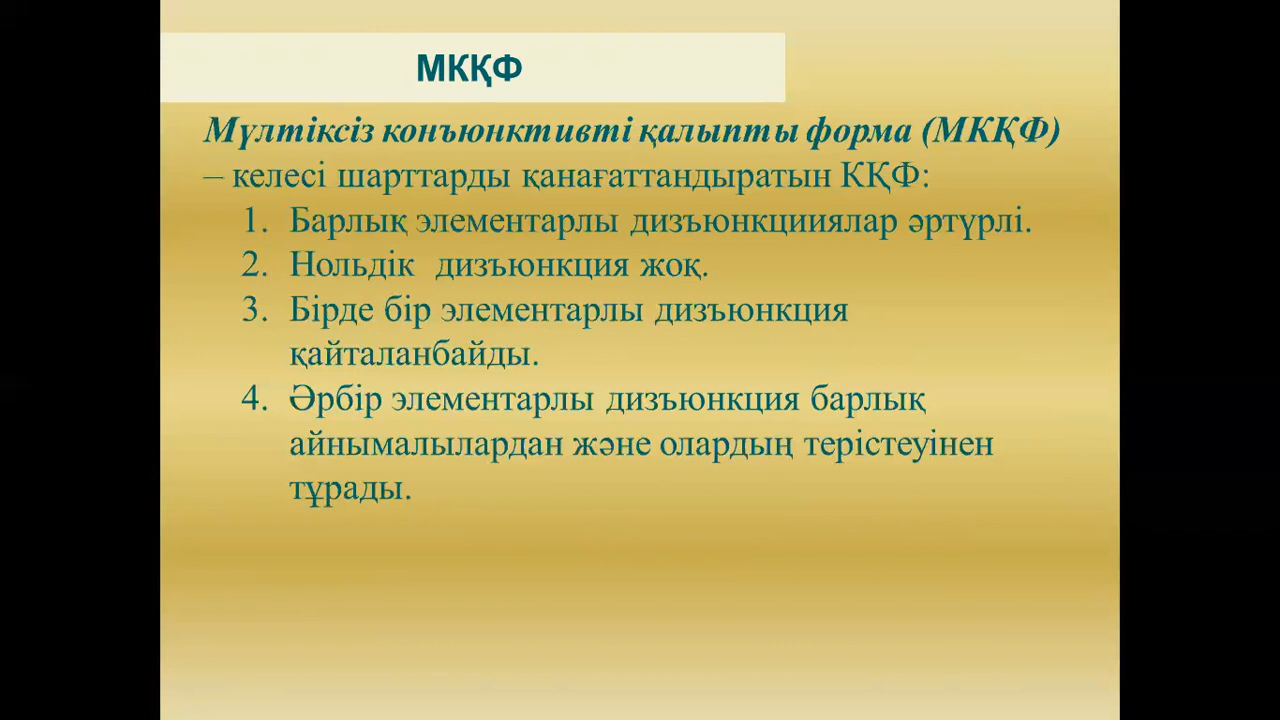 МКҚФ
Мүлтіксіз конъюнктивті қалыпты форма (МКҚФ)
– келесі шарттарды қанағаттандыратын КҚФ:
1. Барлық элементарлы дизъюнкцииялар әртүрлі.
2. Нольдік дизъюнкция жоқ.
3. Бірде бір элементарлы дизъюнкция
қайталанбайды.
4. Әрбір элементарлы дизъюнкция барлық
айнымалылардан және олардың терістеуінен
тұрады.